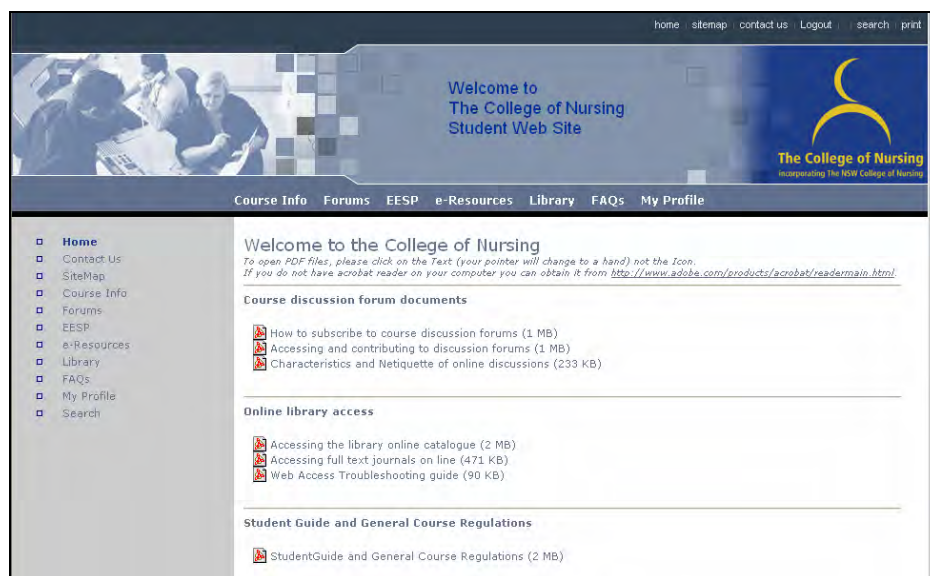 home sitemap contact us Logout search print
Welcome to
The College of Nursing
Student Web Site
The College of Nursing
incorporating The NSW College of Nursing
Course Info Forums EESP e-Resources Library FAQs My Profile
Home
Contact Us
SiteMap
Course Info
Forums
EESP
e-Resources
Library
FAQs
My Profile
Search
Welcome to the College of Nursing
To open PDF files, please click on the Text (your pointer will change to a hand) not the Icon.
If you do not have acrobat reader on your computer you can obtain it from http://www.adobe.com/products/acrobat/readermain.html.
Course discussion forum documents
How to subscribe to course discussion forums (1 MB)
Accessing and contributing to discussion forums (1 MB)
Characteristics and Netiquette of online discussions (233 KB)
Online library access
Accessing the library online catalogue (2 MB)
Accessing full text journals on line (471 KB)
Web Access Troubleshooting guide (90 KB)
Student Guide and General Course Regulations
StudentGuide and General Course Regulations (2 MB)